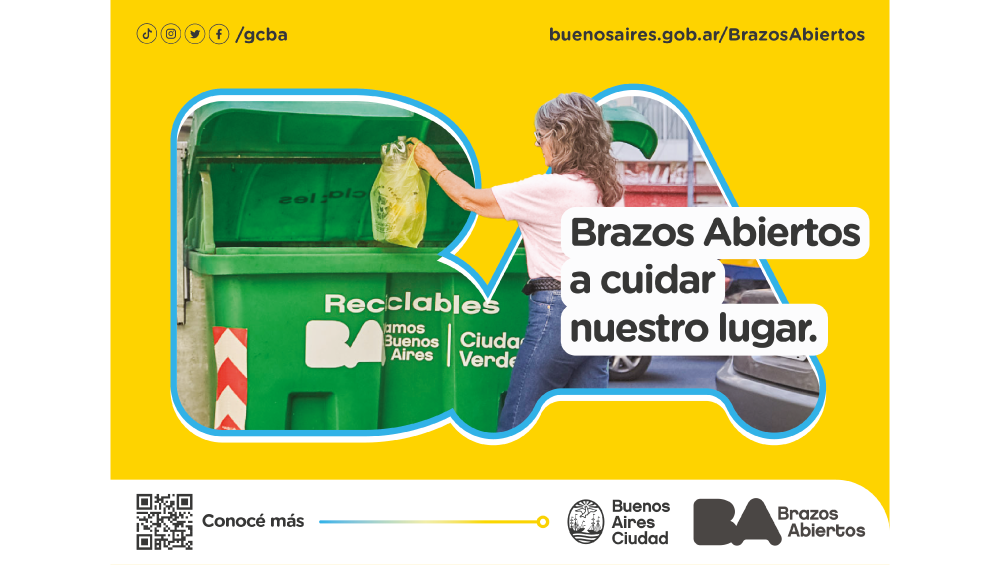 /gcba
buenosaires.gob.ar/BrazosAbiertos
Reciclables
BA
amos
Buenos
Aires
Ciudad
Verde
Brazos Abiertos
a cuidar
nuestro lugar.
Conocé más
Buenos
Aires
Ciudad
BA
Brazos
Abiertos